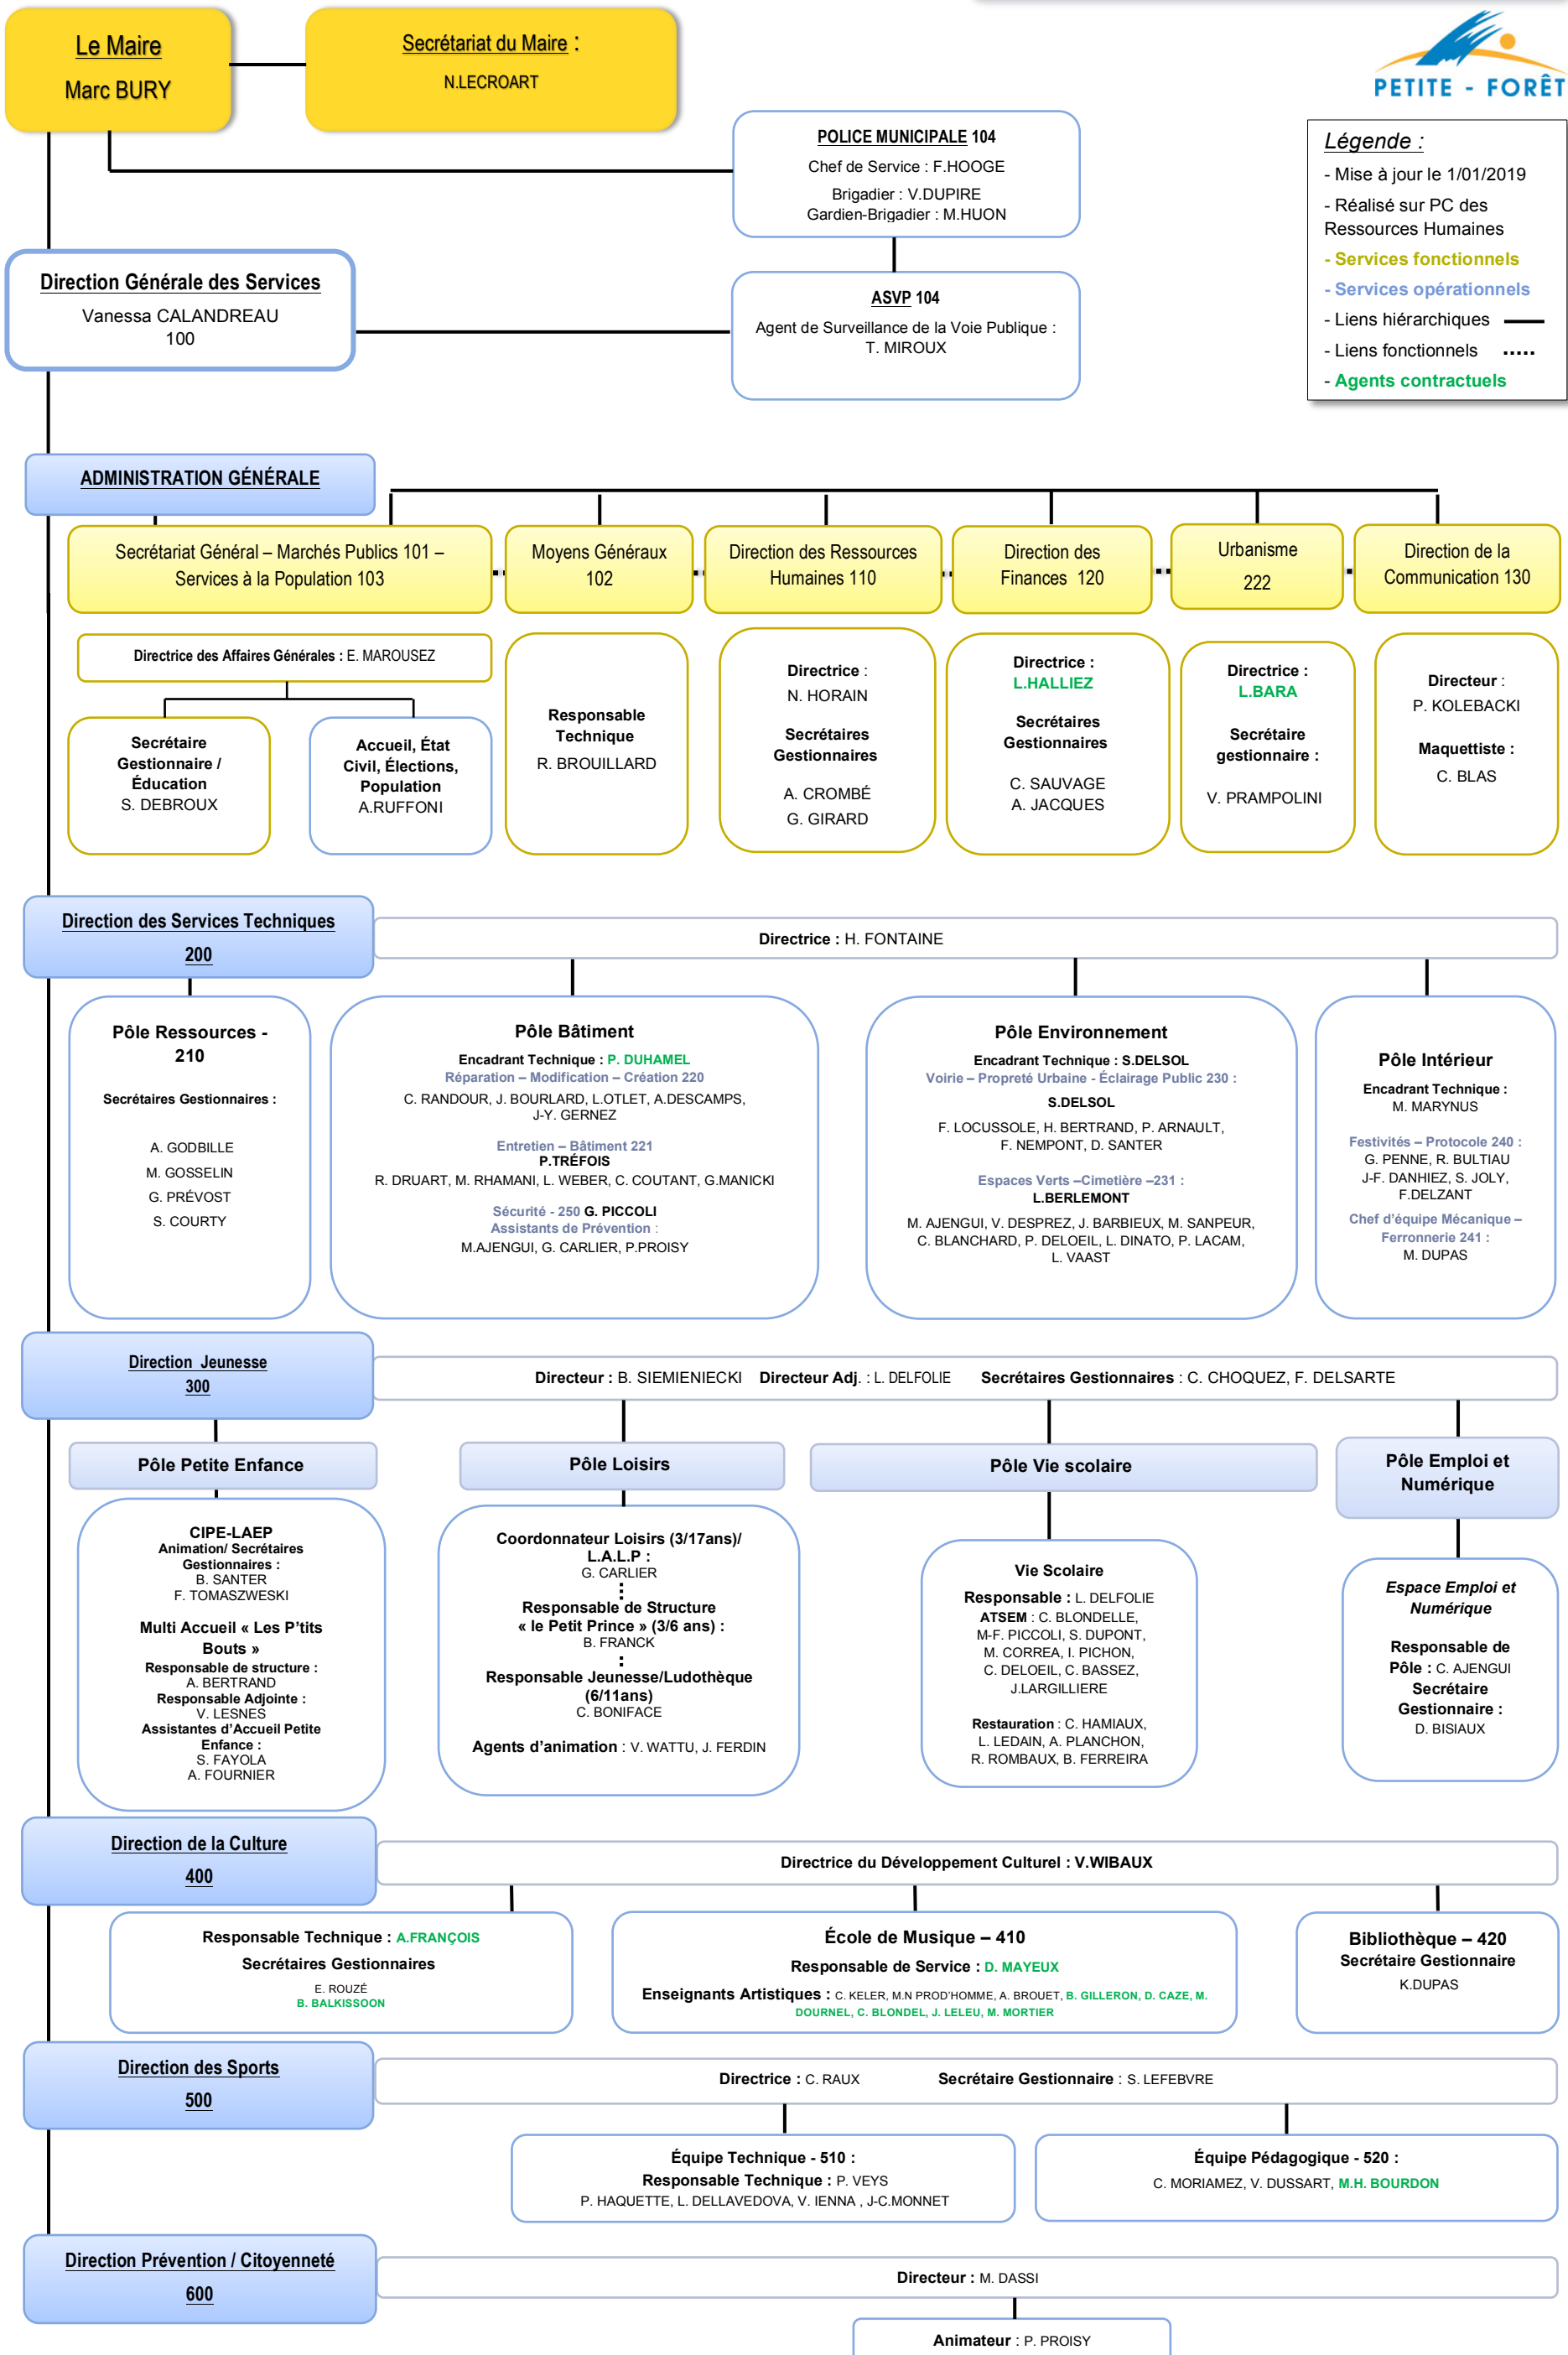 Le Maire
Marc BURY
Secrétariat du Maire :
N.LECROART
PETITE - FORÊT
POLICE MUNICIPALE 104
Chef de Service : F.HOOGE
Brigadier : V.DUPIRE
Gardien-Brigadier : M.HUON
Légende :
- Mise à jour le 1/01/2019
- Réalisé sur PC des
Ressources Humaines
- Services fonctionnels
- Services opérationnels
- Liens hiérarchiques
- Liens fonctionnels
- Agents contractuels
Direction Générale des Services
Vanessa CALANDREAU
100
ASVP 104
Agent de Surveillance de la Voie Publique :
T. MIROUX
ADMINISTRATION GÉNÉRALE
Secrétariat Général – Marchés Publics 101 –
Services à la Population 103
Moyens Généraux
102
Direction des Ressources
Humaines 110
Direction des
Finances 120
Urbanisme
222
Direction de la
Communication 130
Directrice des Affaires Générales : E. MAROUSEZ
Secrétaire
Gestionnaire /
Éducation
S. DEBROUX
Accueil, État
Civil, Élections,
Population
A.RUFFONI
Responsable
Technique
R. BROUILLARD
Directrice :
N. HORAIN
Secrétaires
Gestionnaires
A. CROMBÉ
G. GIRARD
Directrice :
L.HALLIEZ
Secrétaires
Gestionnaires
C. SAUVAGE
A. JACQUES
Directrice :
L.BARA
Secrétaire
gestionnaire :
V. PRAMPOLINI
Directeur :
P. KOLEBACKI
Maquettiste :
C. BLAS
Direction des Services Techniques
200
Directrice : H. FONTAINE
Pôle Ressources -
210
Secrétaires Gestionnaires :
A. GODBILLE
M. GOSSELIN
G. PRÉVOST
S. COURTY
Pôle Bâtiment
Encadrant Technique : P. DUHAMEL
Réparation – Modification – Création 220
C. RANDOUR, J. BOURLARD, L.OTLET, A.DESCAMPS,
J-Y. GERNEZ
Entretien – Bâtiment 221
P.TRÉFOIS
R. DRUART, M. RHAMANI, L. WEBER, C. COUTANT, G.MANICKI
Sécurité - 250 G. PICCOLI
Assistants de Prévention :
M.AJENGUI, G. CARLIER, P.PROISY
Pôle Environnement
Encadrant Technique : S.DELSOL
Voirie – Propreté Urbaine - Éclairage Public 230 :
S.DELSOL
F. LOCUSSOLE, H. BERTRAND, P. ARNAULT,
F. NEMPONT, D. SANTER
Espaces Verts –Cimetière –231 :
L.BERLEMONT
M. AJENGUI, V. DESPREZ, J. BARBIEUX, M. SANPEUR,
C. BLANCHARD, P. DELOEIL, L. DINATO, P. LACAM,
L. VAAST
Pôle Intérieur
Encadrant Technique :
M. MARYNUS
Festivités – Protocole 240 :
G. PENNE, R. BULTIAU
J-F. DANHIEZ, S. JOLY,
F.DELZANT
Chef d'équipe Mécanique –
Ferronnerie 241 :
M. DUPAS
Direction Jeunesse
300
Directeur : B. SIEMIENIECKI Directeur Adj. : L. DELFOLIE Secrétaires Gestionnaires : C. CHOQUEZ, F. DELSARTE
Pôle Petite Enfance
Pôle Loisirs
Pôle Vie scolaire
Pôle Emploi et
Numérique
CIPE-LAEP
Animation/ Secrétaires
Gestionnaires :
B. SANTER
F. TOMASZWESKI
Multi Accueil « Les P'tits
Bouts »
Responsable de structure :
A. BERTRAND
Responsable Adjointe :
V. LESNES
Assistantes d'Accueil Petite
Enfance :
S. FAYOLA
A. FOURNIER
Coordonnateur Loisirs (3/17ans)/
L.A.L.P :
G. CARLIER
Responsable de Structure
« le Petit Prince » (3/6 ans) :
B. FRANCK
Responsable Jeunesse/Ludothèque
(6/11ans)
C. BONIFACE
Agents d'animation : V. WATTU, J. FERDIN
Vie Scolaire
Responsable : L. DELFOLIE
ATSEM : C. BLONDELLE,
M-F. PICCOLI, S. DUPONT,
M. CORREA, I. PICHON,
C. DELOEIL, C. BASSEZ,
J.LARGILLIERE
Restauration : C. HAMIAUX,
L. LEDAIN, A. PLANCHON,
R. ROMBAUX, B. FERREIRA
Espace Emploi et
Numérique
Responsable de
Pôle : C. AJENGUI
Secrétaire
Gestionnaire :
D. BISIAUX
Direction de la Culture
400
Directrice du Développement Culturel : V.WIBAUX
Responsable Technique : A.FRANÇOIS
Secrétaires Gestionnaires
E. ROUZÉ
B. BALKISSOON
École de Musique – 410
Responsable de Service : D. MAYEUX
Enseignants Artistiques : C. KELER, M.N PROD'HOMME, A. BROUET, B. GILLERON, D. CAZE, M.
DOURNEL, C. BLONDEL, J. LELEU, M. MORTIER
Bibliothèque – 420
Secrétaire Gestionnaire
K.DUPAS
Direction des Sports
500
Directrice : C. RAUX Secrétaire Gestionnaire : S. LEFEBVRE
Équipe Technique - 510 :
Responsable Technique : P. VEYS
P. HAQUETTE, L. DELLAVEDOVA, V. IENNA , J-C.MONNET
Équipe Pédagogique - 520 :
C. MORIAMEZ, V. DUSSART, M.H. BOURDON
Direction Prévention / Citoyenneté
600
Directeur : M. DASSI
Animateur : P. PROISY